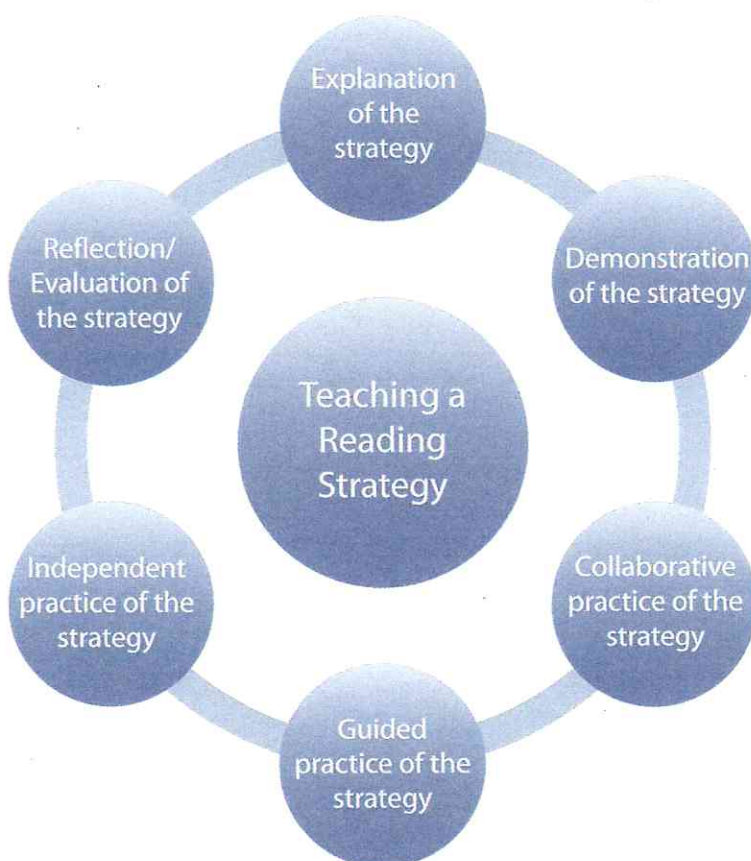 Explanation
of the
strategy
Demonstration
of the strategy
Collaborative
practice of the
strategy
Guided
practice of the
strategy
Independent
practice of the
strategy
Reflection/
Evaluation of
the strategy
Teaching a
Reading
Strategy